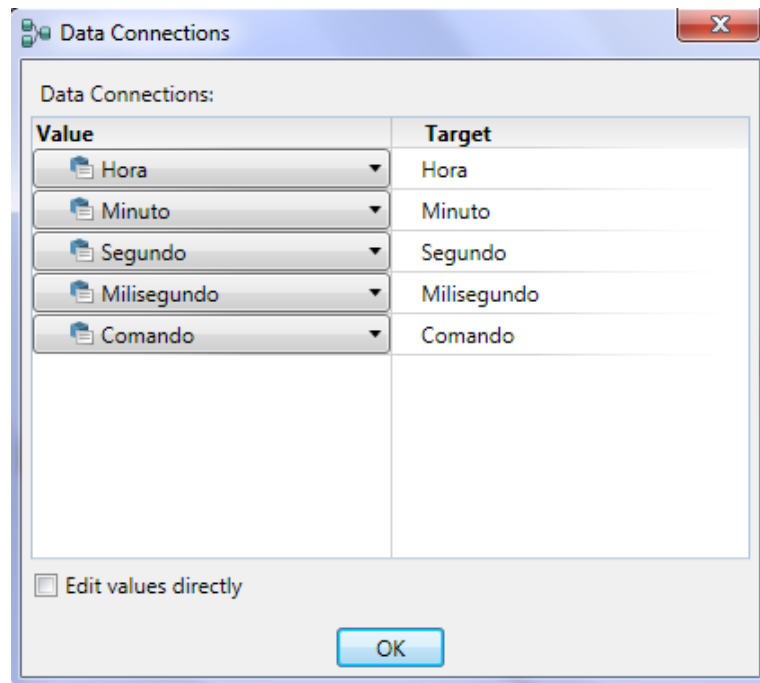 Data Connections
Data Connections:
Value Target
Hora Hora
Minuto Minuto
Segundo Segundo
Milisegundo Milisegundo
Comando Comando
Edit values directly
OK